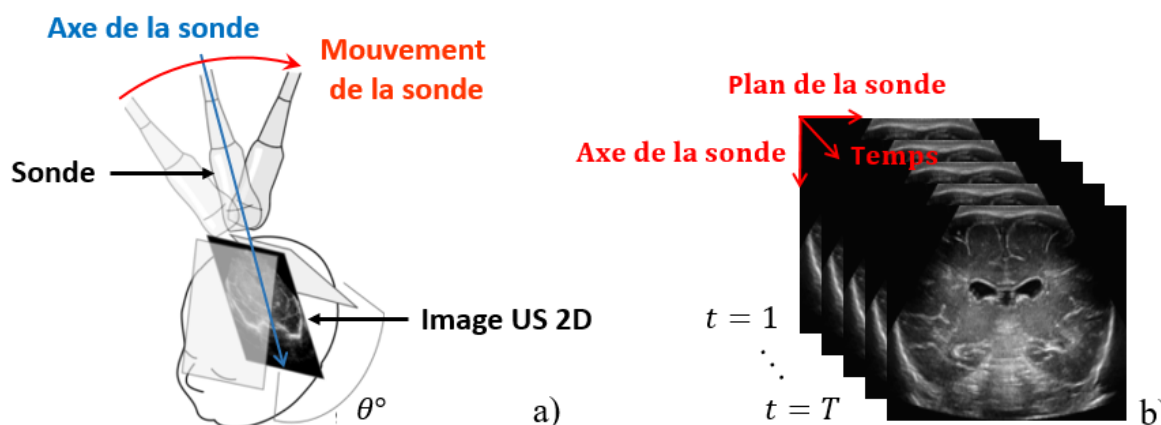 Axe de la sonde
Mouvement
de la sonde
Sonde
Image US 2D
θ°
a)
Plan de la sonde
Axe de la sonde
Temps
t = 1
⋱
t = T
b)